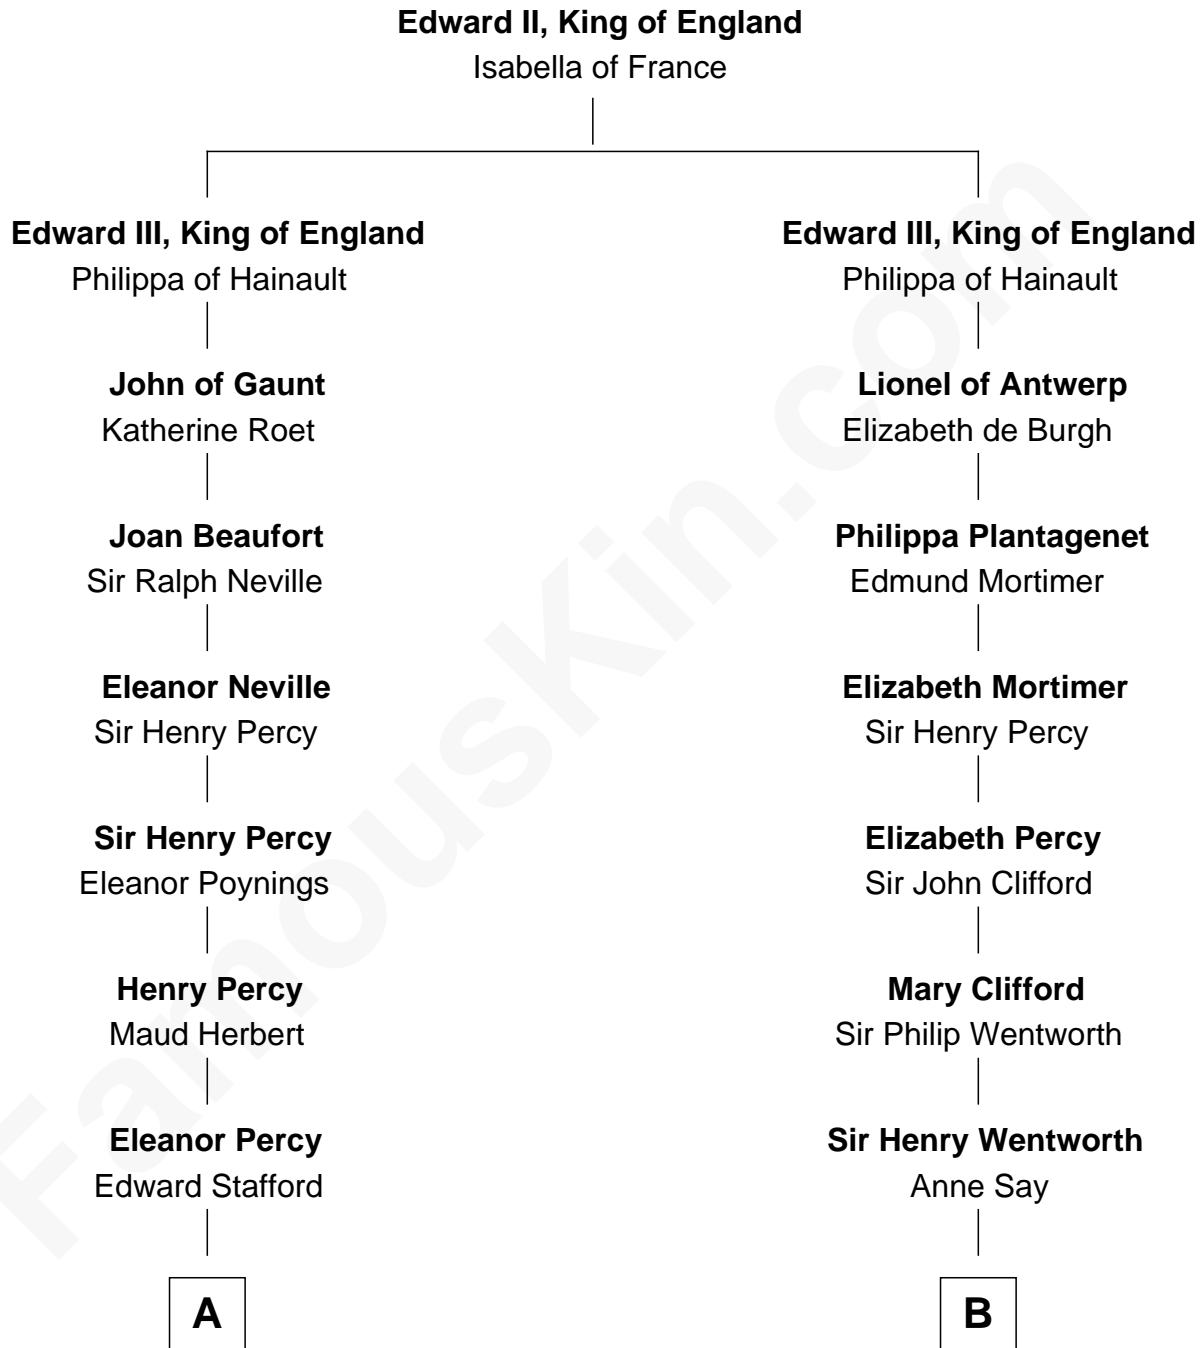 Edward II, King of England
Isabella of France
Edward III, King of England
Philippa of Hainault
John of Gaunt
Katherine Roet
Joan Beaufort
Sir Ralph Neville
Eleanor Neville
Sir Henry Percy
Sir Henry Percy
Eleanor Poynings
Henry Percy
Maud Herbert
Eleanor Percy
Edward Stafford
A
Edward III, King of England
Philippa of Hainault
Lionel of Antwerp
Elizabeth de Burgh
Philippa Plantagenet
Edmund Mortimer
Elizabeth Mortimer
Sir Henry Percy
Elizabeth Percy
Sir John Clifford
Mary Clifford
Sir Philip Wentworth
Sir Henry Wentworth
Anne Say
B
FamousKin.com